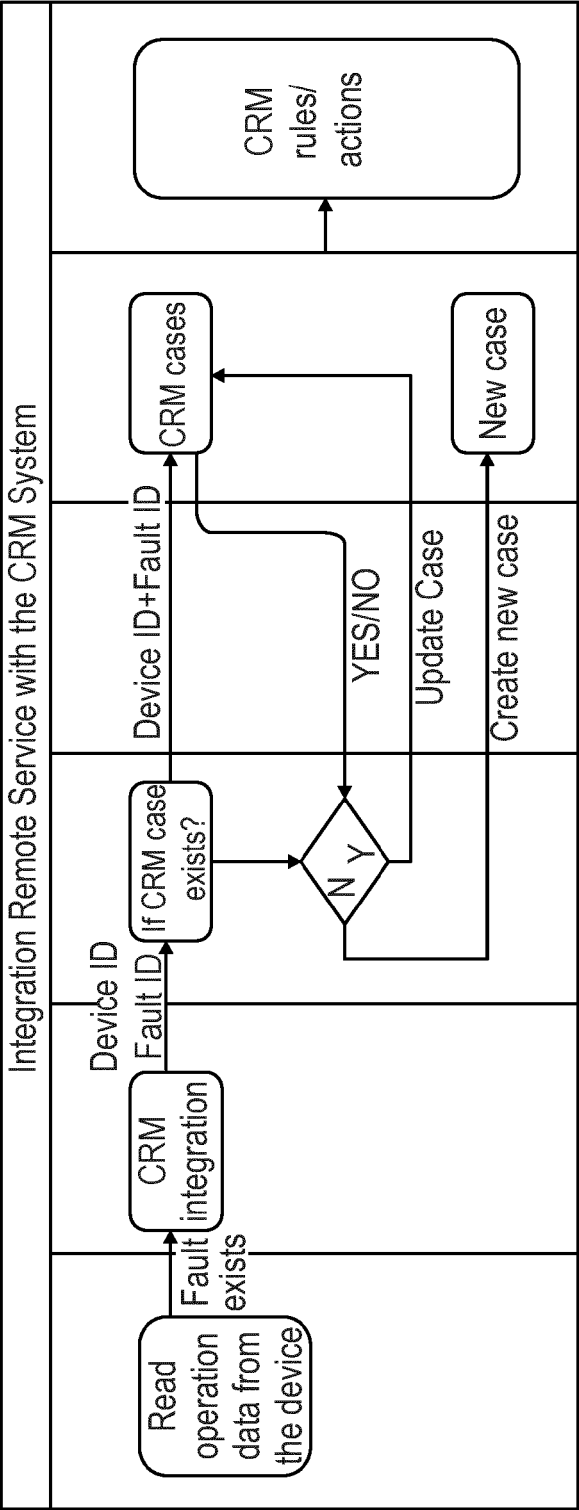 Integration Remote Service with the CRM System
Read
operation
data from
the device
Fault
exists
CRM
integration
Device ID
Fault ID
If CRM case
exists?
N Y
Device ID+Fault ID
YES/NO
Update Case
Create new case
CRM cases
New case
CRM
rules/
actions